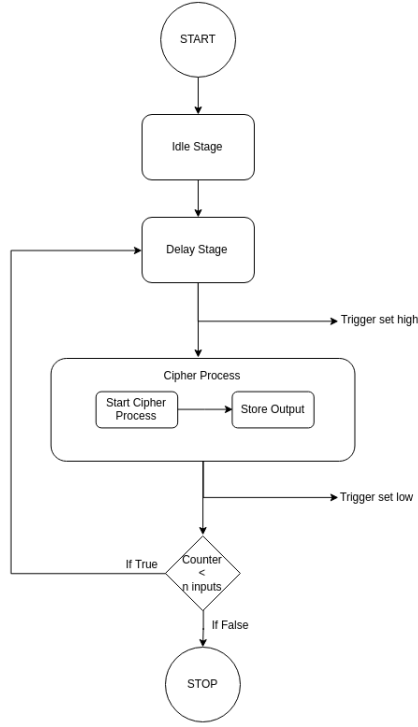 START
Idle Stage
Delay Stage
Trigger set high
Cipher Process
Start Cipher
Process
Store Output
Trigger set low
Counter
<
n inputs
If True
If False
STOP